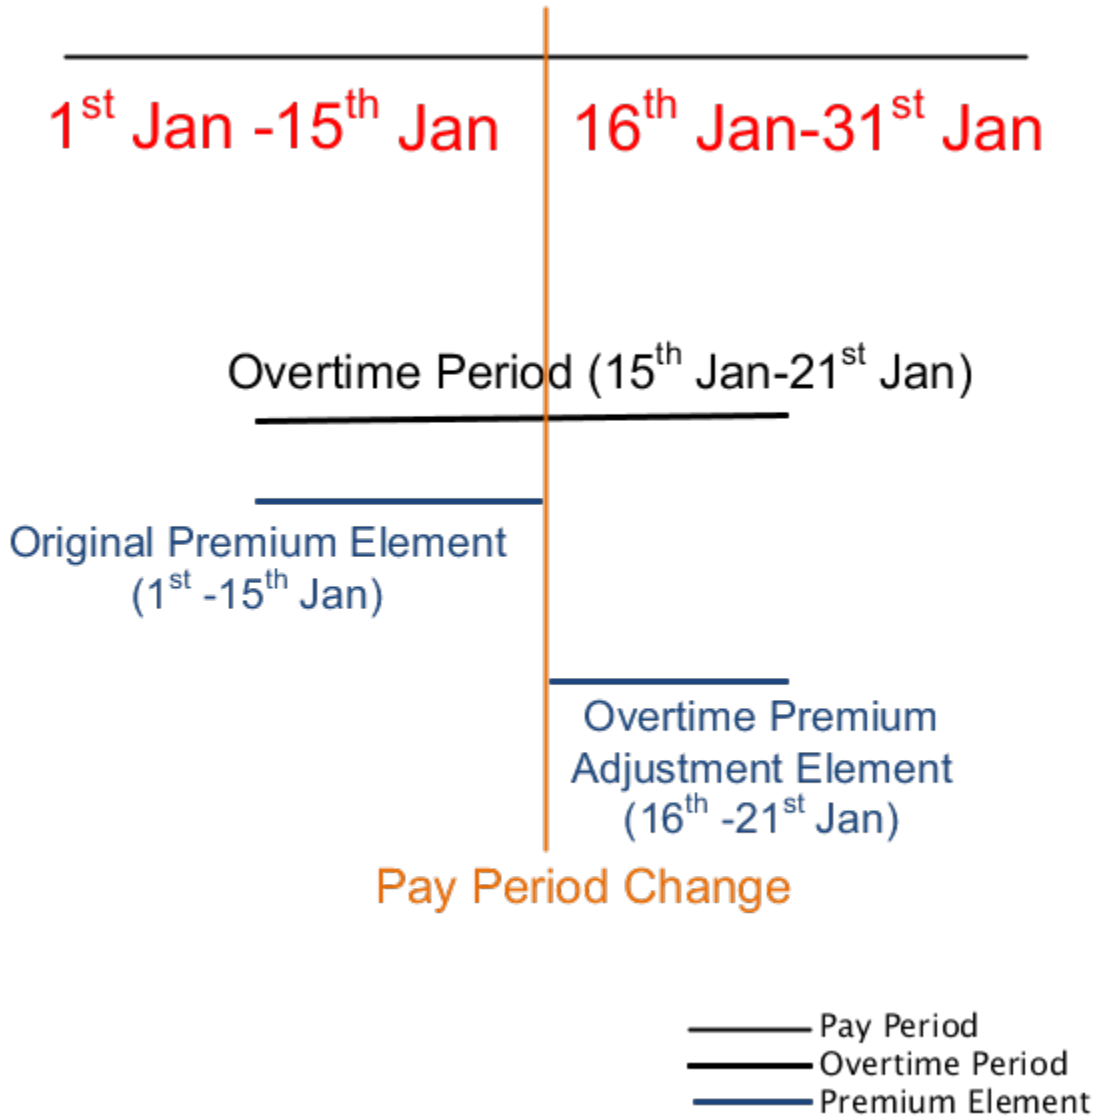 1st Jan -15th Jan
16th Jan-31st Jan
Overtime Period (15th Jan-21st Jan)
Original Premium Element
(1st -15th Jan)
Overtime Premium
Adjustment Element
(16th -21st Jan)
Pay Period Change
Pay Period
Overtime Period
Premium Element